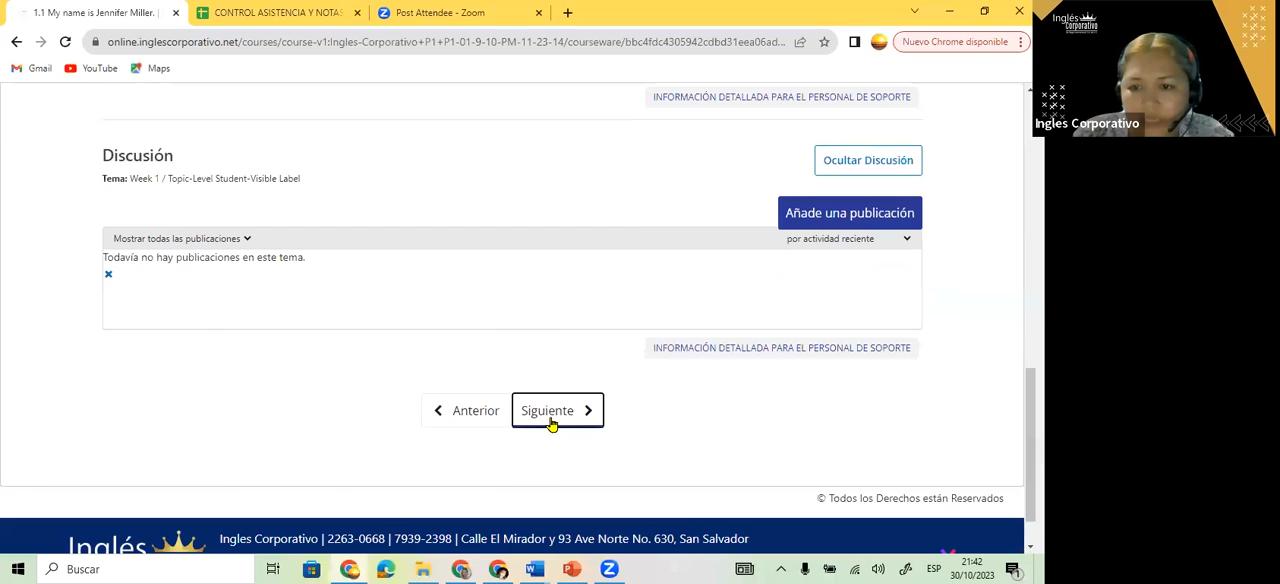 1.1 My name is Jennifer Miller.
CONTROL ASISTENCIA Y NOTAS
Post Attendee - Zoom
online.inglescorporativo.net/courses/course-v1:Ingles-Corporativo+P1+P1-01-9-10-PM-11-23-14/courseware/bbc4fdc4305942cdbd31eea06ad...
Nuevo Chrome disponible
Gmail
YouTube
Maps
Inglés
Corporativo
Ingles Corporativo
INFORMACIÓN DETALLADA PARA EL PERSONAL DE SOPORTE
Discusión
Ocultar Discusión
Tema: Week 1 / Topic-Level Student-Visible Label
Añade una publicación
Mostrar todas las publicaciones
por actividad reciente
Todavía no hay publicaciones en este tema.
INFORMACIÓN DETALLADA PARA EL PERSONAL DE SOPORTE
Anterior
Siguiente
© Todos los Derechos están Reservados
Inglés
Ingles Corporativo | 2263-0668 | 7939-2398 | Calle El Mirador y 93 Ave Norte No. 630, San Salvador
Buscar
ESP
21:42
30/10/2023